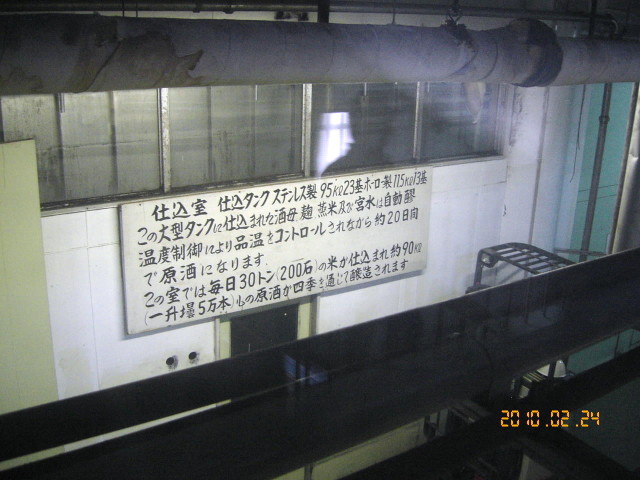 仕込室 仕込タンク ステンレス製 95kl 23基 ホーロー製 115kl 13基
この大型タンクに仕込まれた酒母、麹、蒸米及び宮水は自動醪
温度制御により品温をコントロールされながら約20日間
で原酒になります.
この室では毎日30トン(200石)の米が仕込まれ約90kl
(一升壜5万本)の原酒が四季を通じて醸造されます
2010.02.24